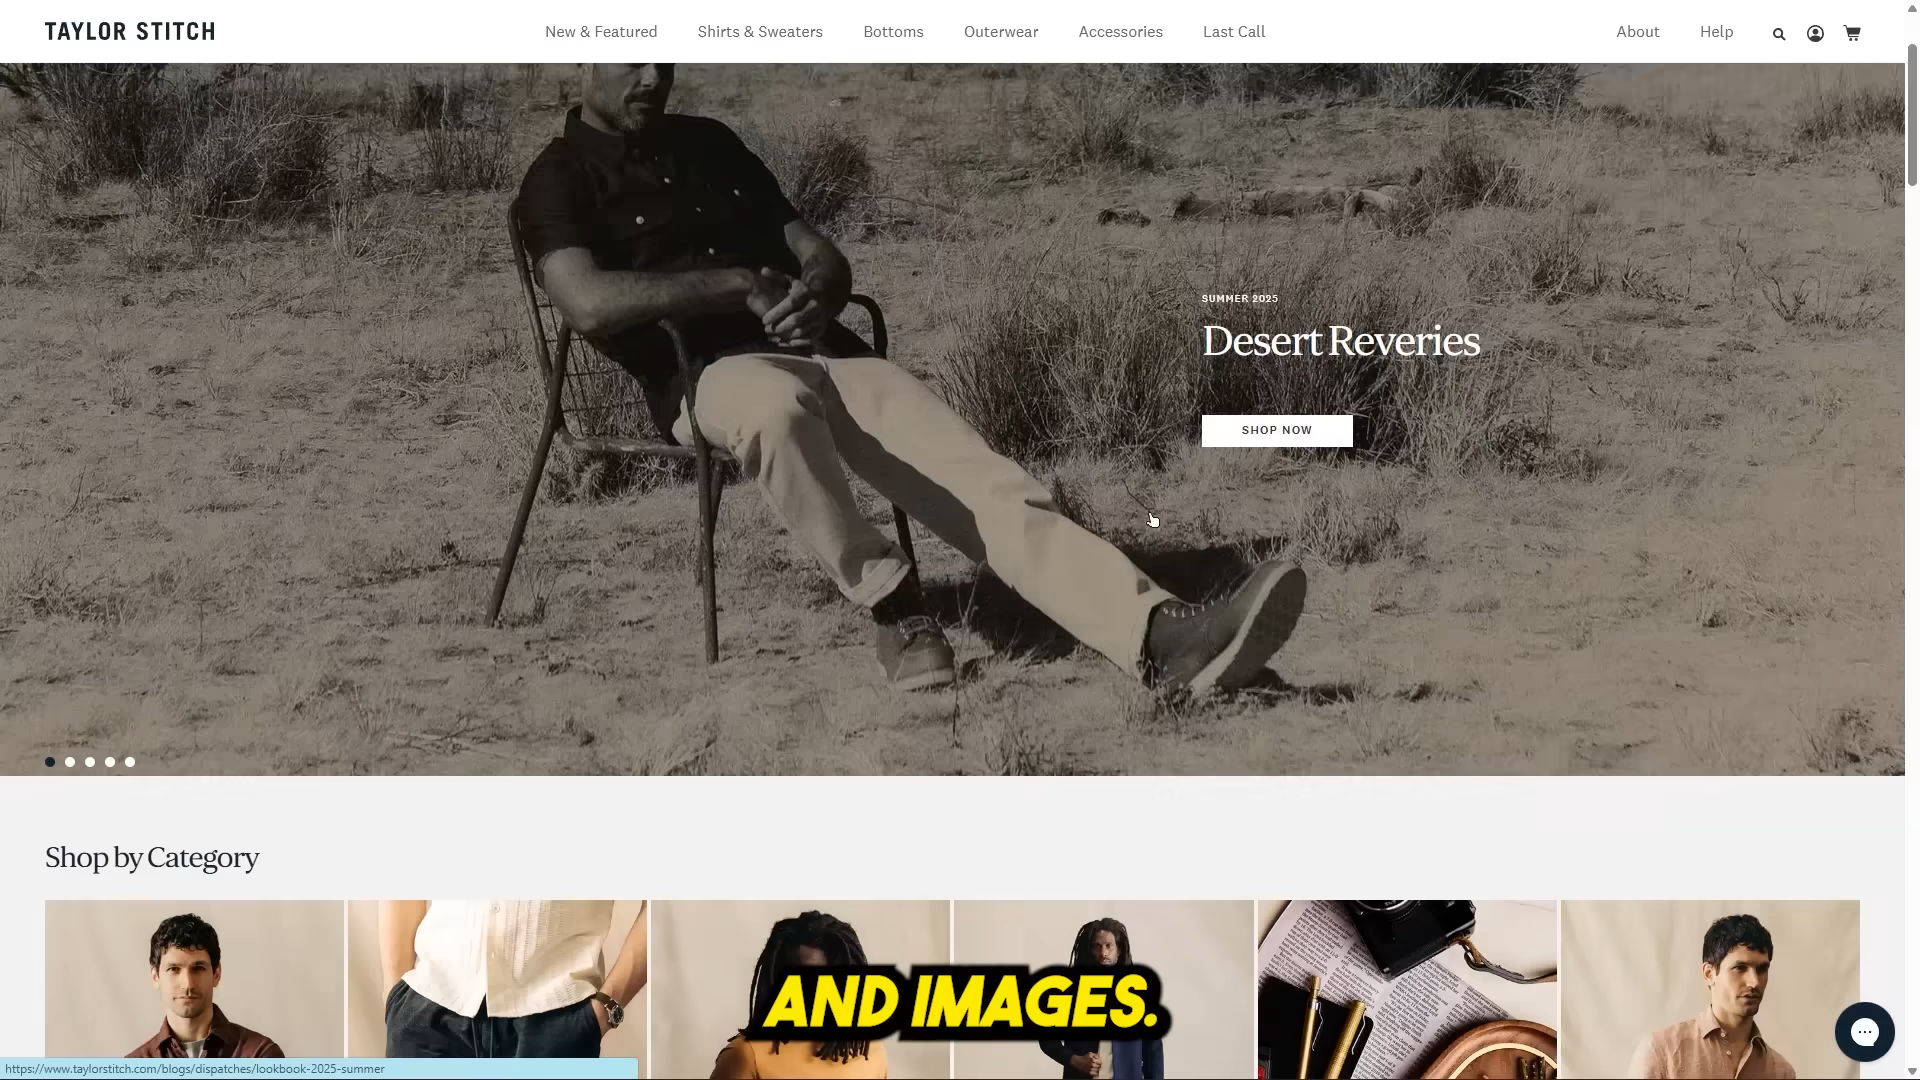 TAYLOR STITCH
New & Featured
Shirts & Sweaters
Bottoms
Outerwear
Accessories
Last Call
About
Help
SUMMER 2025
Desert Reveries
SHOP NOW
Shop by Category
AND IMAGES.
https://www.taylorstitch.com/blogs/dispatches/lookbook-2025-summer